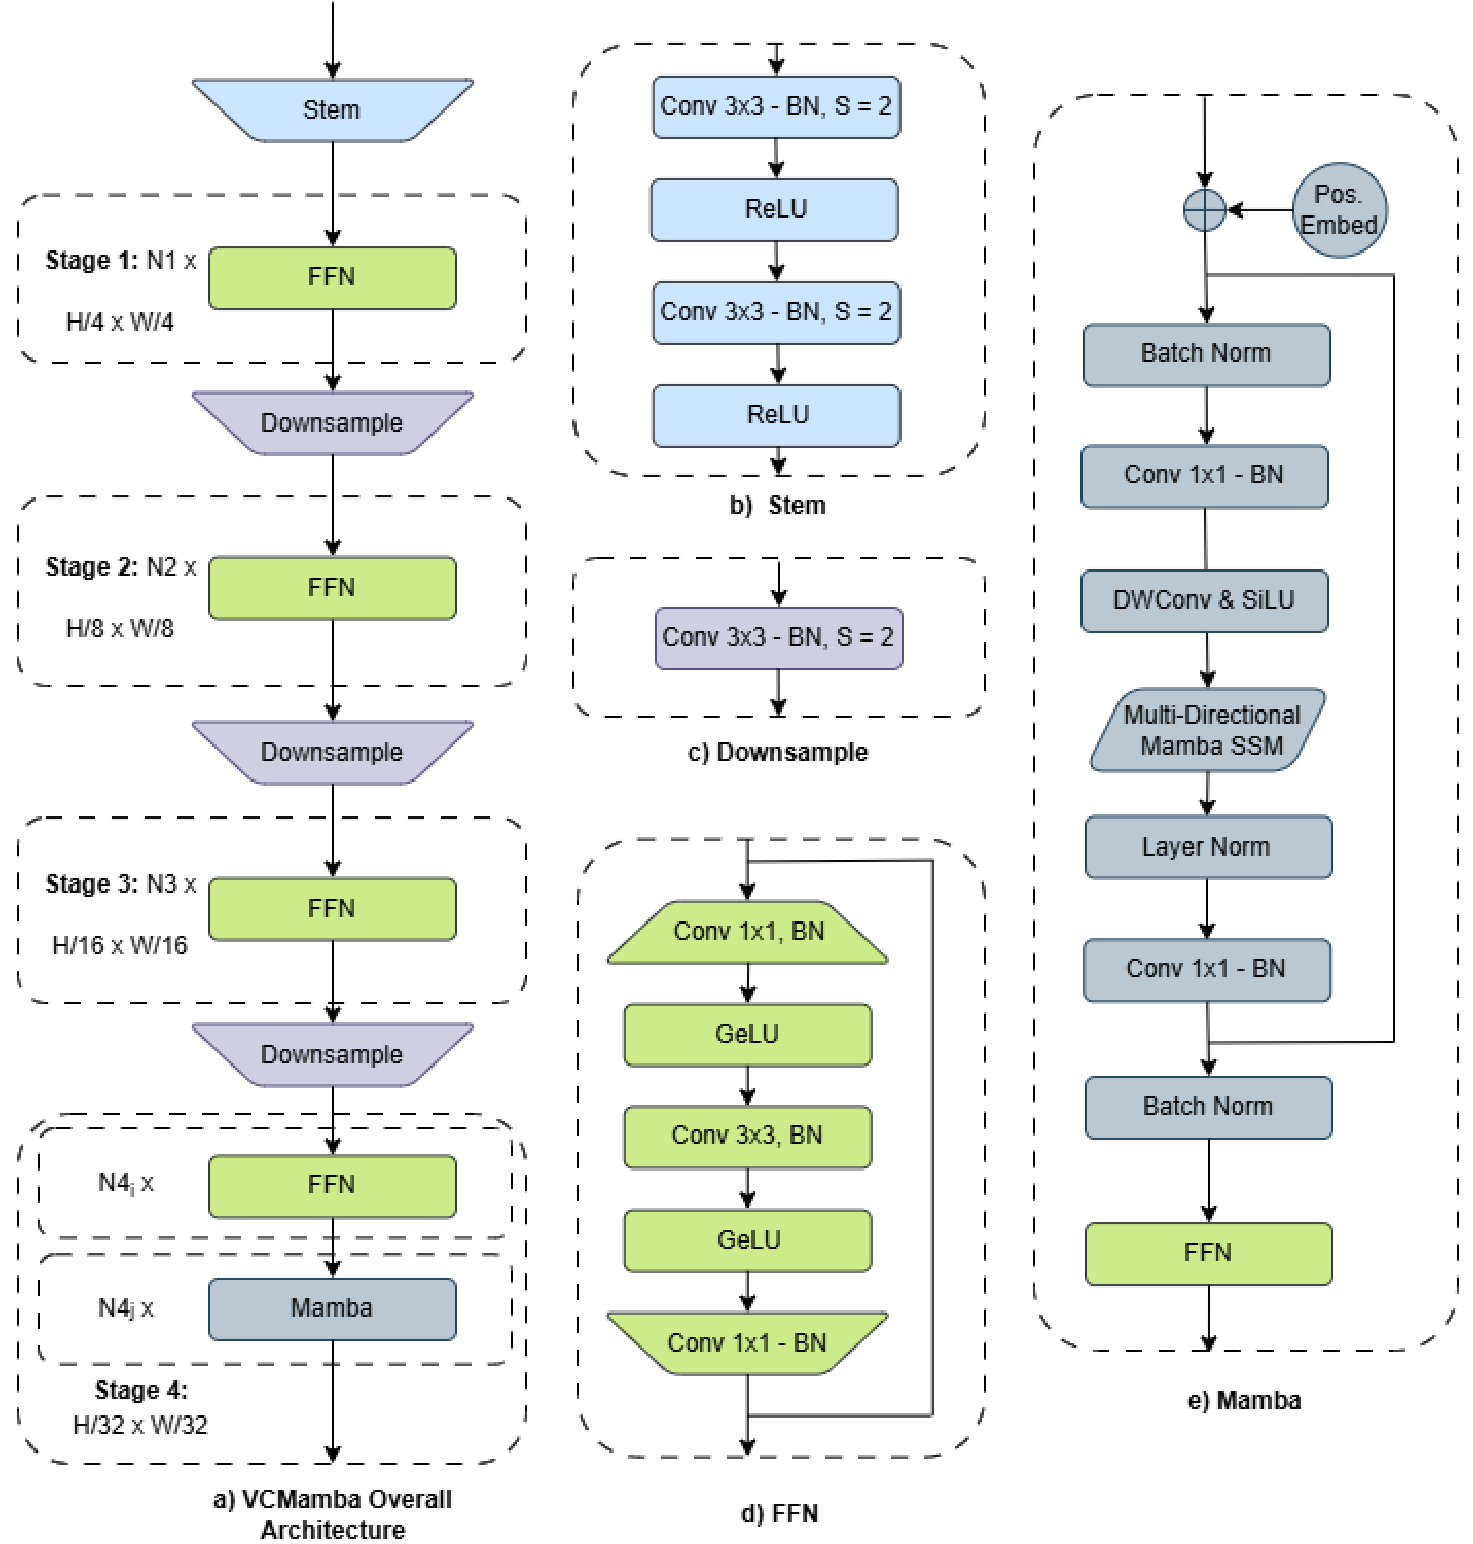 Stem
Stage 1: N1 x
FFN
H/4 x W/4
Downsample
Stage 2: N2 x
FFN
H/8 x W/8
Downsample
Stage 3: N3 x
FFN
H/16 x W/16
Downsample
N4i x
FFN
N4j x
Mamba
Stage 4:
H/32 x W/32
a) VCMamba Overall
Architecture
Conv 3x3 - BN, S = 2
ReLU
Conv 3x3 - BN, S = 2
ReLU
b) Stem
Conv 3x3 - BN, S = 2
c) Downsample
Conv 1x1, BN
GeLU
Conv 3x3, BN
GeLU
Conv 1x1 - BN
d) FFN
Pos.
Embed
Batch Norm
Conv 1x1 - BN
DWConv & SiLU
Multi-Directional
Mamba SSM
Layer Norm
Conv 1x1 - BN
Batch Norm
FFN
e) Mamba